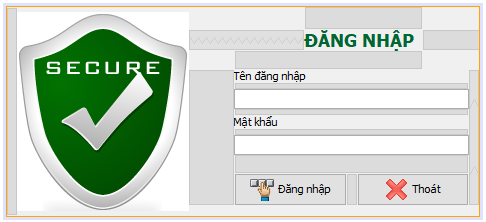 SECURE
ĐĂNG NHẬP
Tên đăng nhập
Mật khẩu
Đăng nhập
Thoát